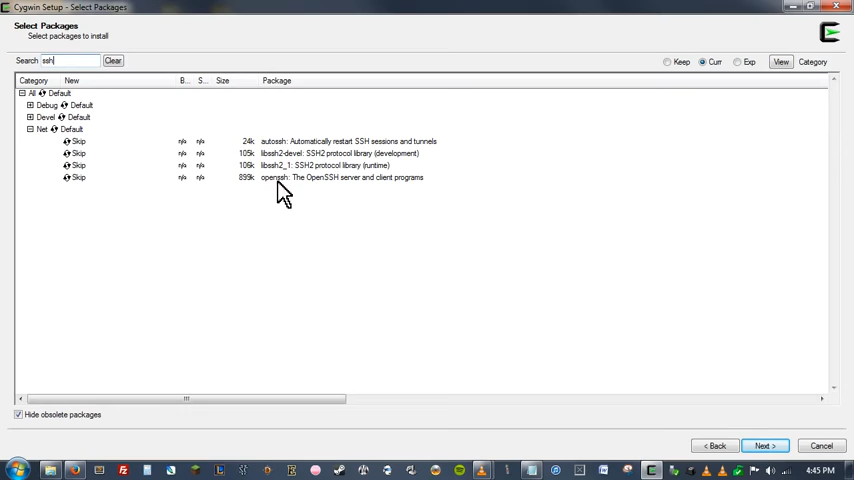 Cygwin Setup - Select Packages
Select Packages
Select packages to install
Search ssh Clear Keep Curr Exp View Category
Category New B... S... Size Package
All Default
Debug Default
Devel Default
Net Default
Skip n/a n/a 24k autossh: Automatically restart SSH sessions and tunnels
Skip n/a n/a 105k libssh2-devel: SSH2 protocol library (development)
Skip n/a n/a 106k libssh2_1: SSH2 protocol library (runtime)
Skip n/a n/a 899k openssh: The OpenSSH server and client programs
Hide obsolete packages
< Back Next > Cancel
4:45 PM